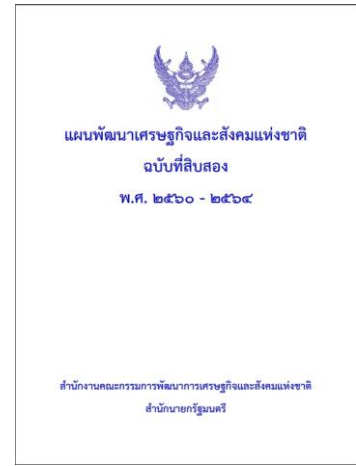 แผนพัฒนาเศรษฐกิจและสังคมแห่งชาติ
ฉบับที่สิบสอง
พ.ศ. ๒๕๖๐ - ๒๕๖๔
สำนักงานคณะกรรมการพัฒนาการเศรษฐกิจและสังคมแห่งชาติ
สำนักนายกรัฐมนตรี